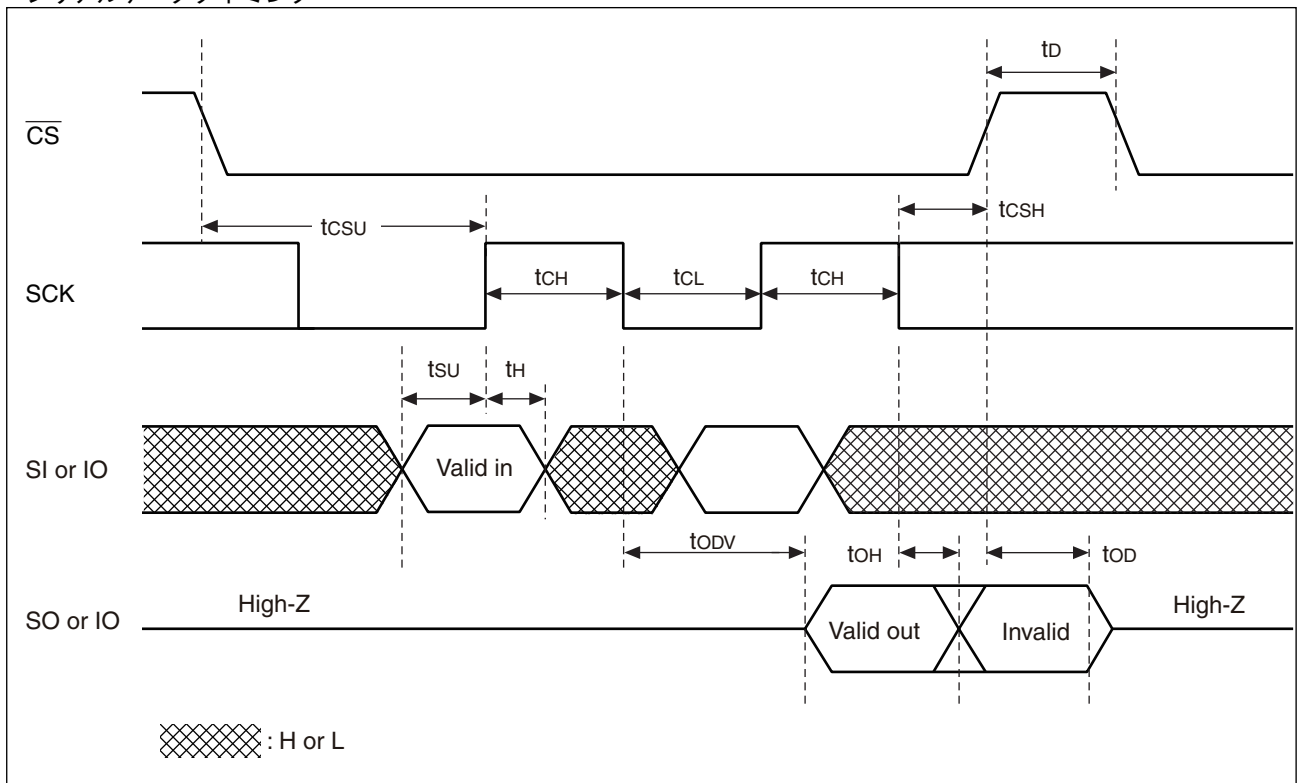 tD
CS
tCSU
tCSH
SCK
tCH
tCL
tCH
tSU
tH
SI or IO
Valid in
tODV
tOH
tOD
SO or IO
High-Z
Valid out
Invalid
High-Z
: H or L